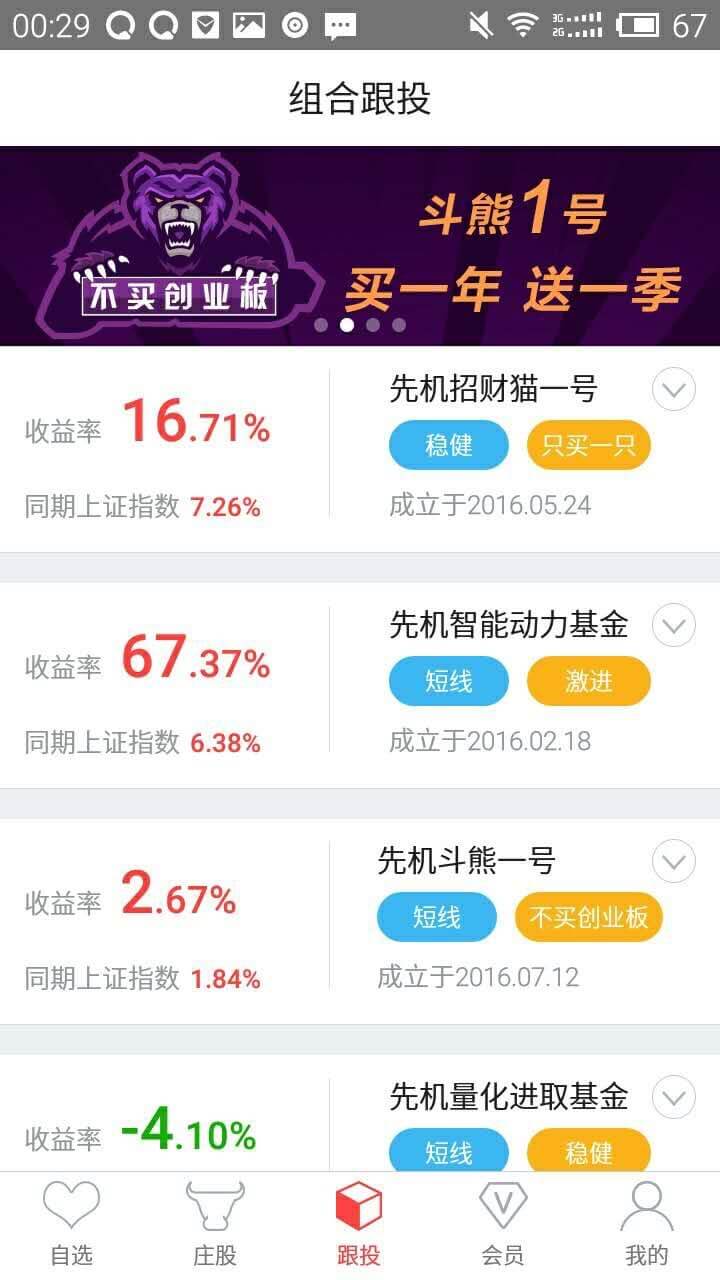 00:29
3G
2G
67
组合跟投
斗熊1号
买一年 送一季
不买创业板
先机招财猫一号
收益率 16.71%
稳健 只买一只
同期上证指数 7.26%
成立于2016.05.24
先机智能动力基金
收益率 67.37%
短线 激进
同期上证指数 6.38%
成立于2016.02.18
先机斗熊一号
收益率 2.67%
短线 不买创业板
同期上证指数 1.84%
成立于2016.07.12
先机量化进取基金
收益率 -4.10%
短线 稳健
自选 庄股 跟投 会员 我的